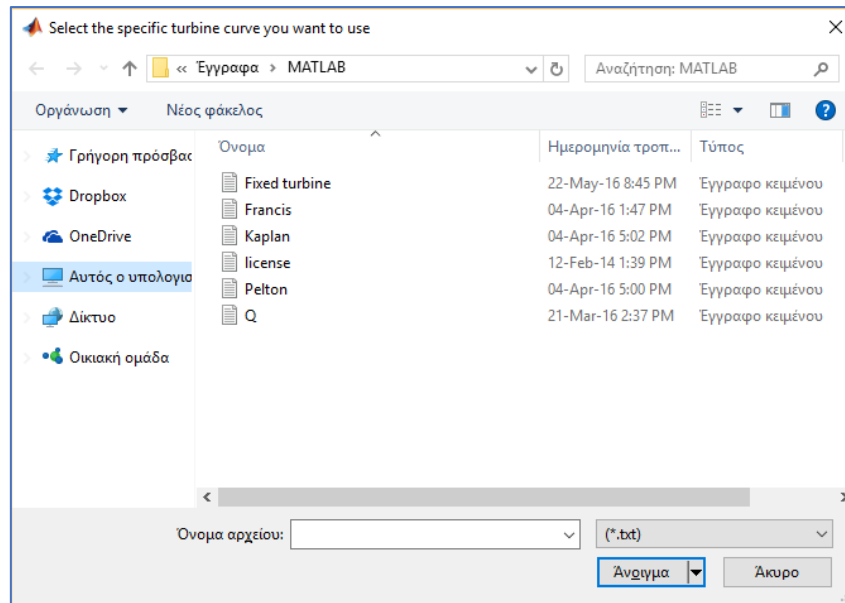 Select the specific turbine curve you want to use
« Έγγραφα > MATLAB
Αναζήτηση: MATLAB
Οργάνωση Νέος φάκελος
Όνομα Ημερομηνία τροπ... Τύπος
Γρήγορη πρόσβας
Dropbox
OneDrive
Αυτός ο υπολογισ
Δίκτυο
Οικιακή ομάδα
Fixed turbine 22-May-16 8:45 PM Έγγραφο κειμένου
Francis 04-Apr-16 1:47 PM Έγγραφο κειμένου
Kaplan 04-Apr-16 5:02 PM Έγγραφο κειμένου
license 12-Feb-14 1:39 PM Έγγραφο κειμένου
Pelton 04-Apr-16 5:00 PM Έγγραφο κειμένου
Q 21-Mar-16 2:37 PM Έγγραφο κειμένου
Όνομα αρχείου: (*.txt)
Άνοιγμα Άκυρο